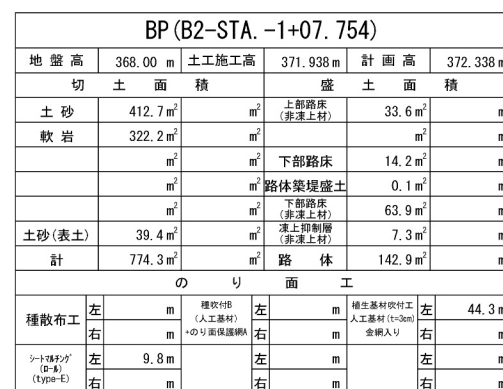 BP(B2-STA.-1+07.754)
地盤高 368.00 m 土工施工高 371.938 m 計画高 372.338 m
切土面積 盛土面積
土砂 412.7 m² m² 上部路床(非凍上材) 33.6 m² m
軟岩 322.2 m² m² m² m
m² m² 下部路床 14.2 m² m
m² m² 路体築堤盛土 0.1 m² m
m² m² 下部路床(非凍上材) 63.9 m² m
土砂(表土) 39.4 m² m² 凍上抑制層(非凍上材) 7.3 m² m
計 774.3 m² m² 路体 142.9 m² m
のり面工
種散布工 左 m 種吹付B(人工基材)+のり面保護網A 左 m 植生基材吹付工人工基材(t=3cm)金網入り 左 44.3 m
右 m 右 m 右 m
シートマルチング(ロール)(type-E) 左 9.8 m 左 m 左 m
右 m 右 m 右 m